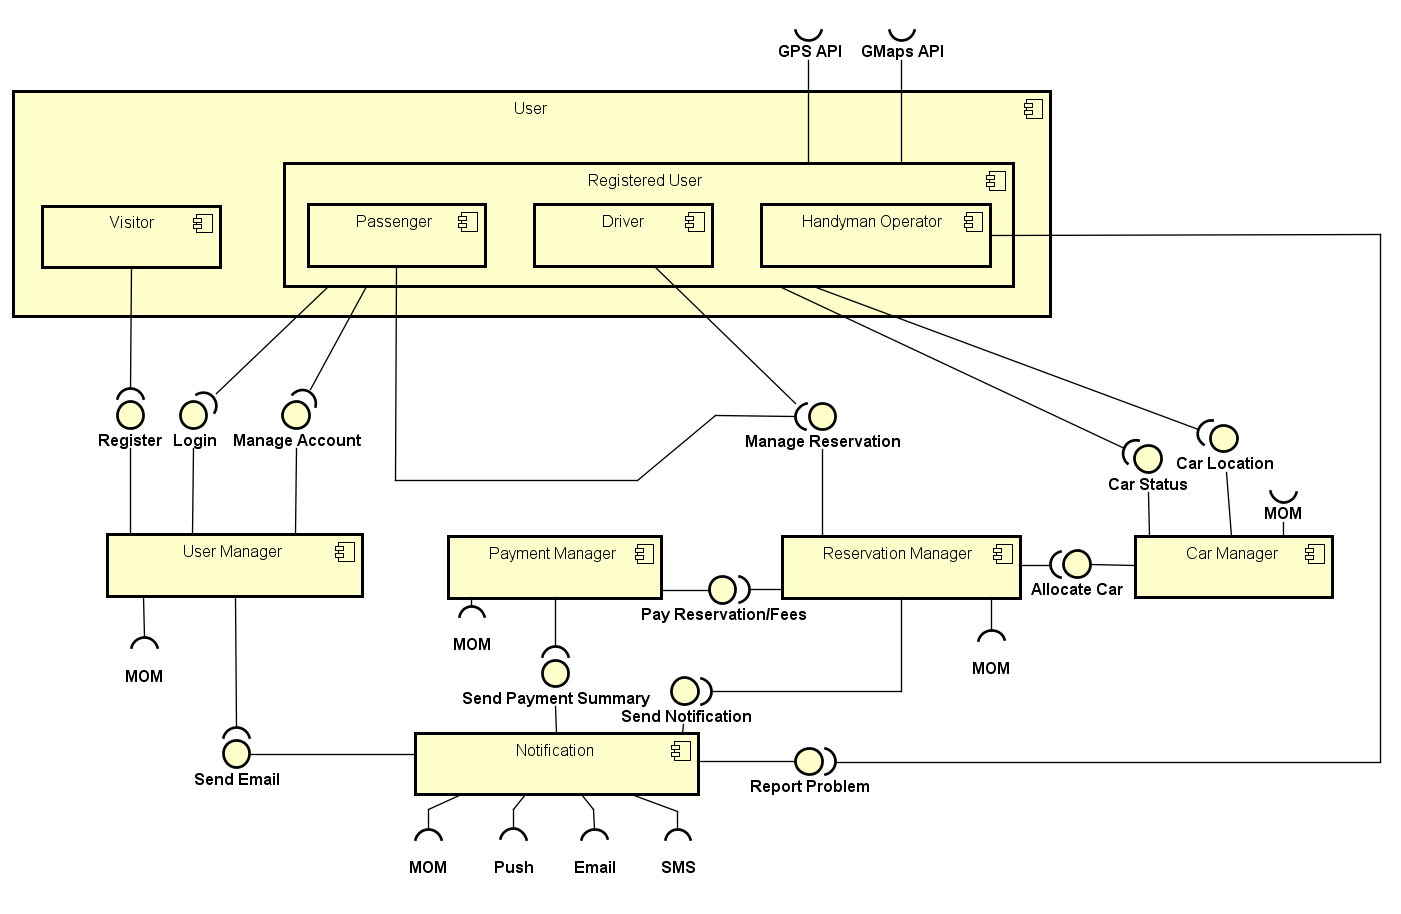 GPS API
GMaps API
User
Registered User
Visitor
Passenger
Driver
Handyman Operator
Register
Login
Manage Account
Manage Reservation
Car Location
Car Status
MOM
User Manager
Payment Manager
Reservation Manager
Car Manager
Allocate Car
Pay Reservation/Fees
MOM
MOM
MOM
Send Payment Summary
Send Notification
Notification
Send Email
Report Problem
MOM
Push
Email
SMS